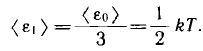 ⟨ε₁⟩ = ⟨ε₀⟩/3 = 1/2 kT.